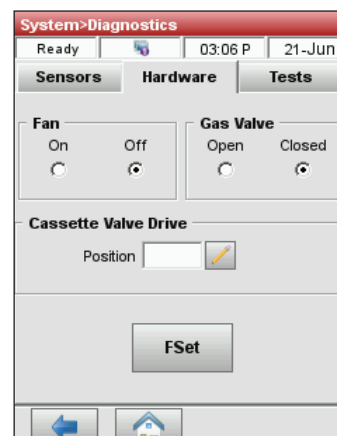 System>Diagnostics
Ready 03:06 P 21-Jun
Sensors Hardware Tests
Fan Gas Valve
On Off Open Closed
Cassette Valve Drive
Position
FSet